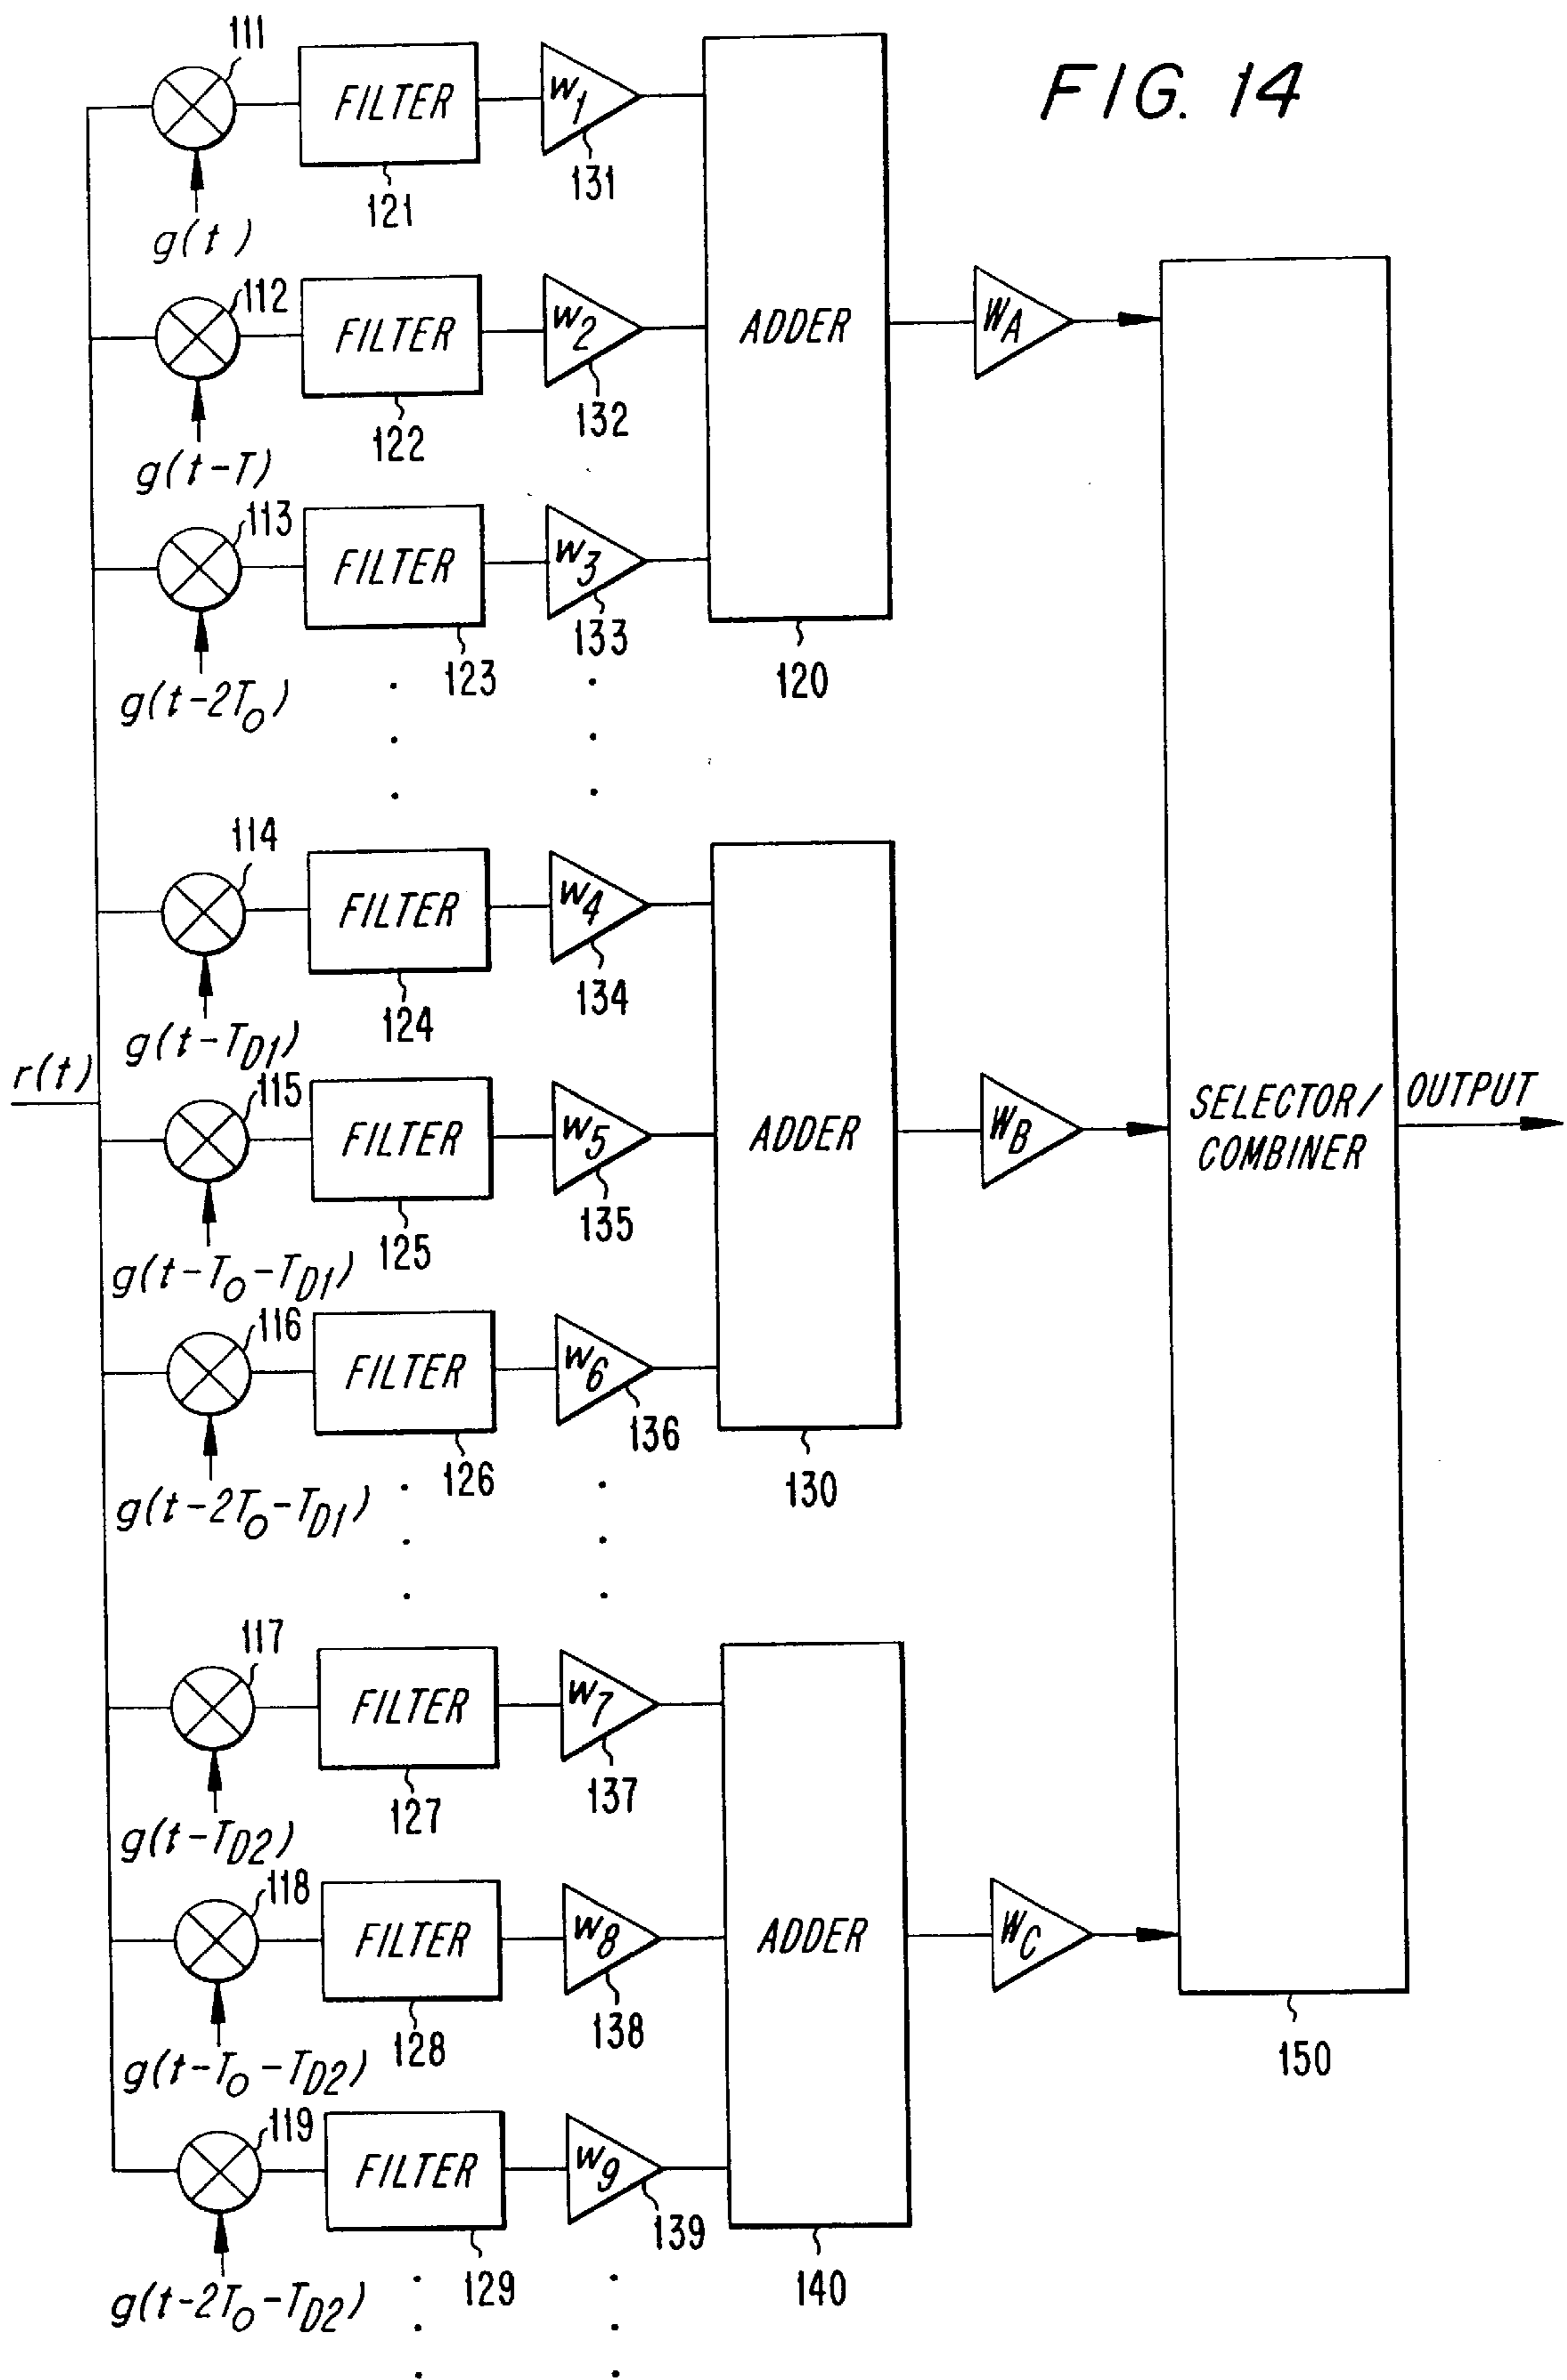 FIG. 14
111
FILTER
w1
131
121
g(t)
112
FILTER
w2
ADDER
WA
132
122
g(t-T)
113
FILTER
w3
133
123
120
g(t-2TO)
114
FILTER
w4
134
124
g(t-TD1)
r(t)
115
FILTER
w5
ADDER
WB
SELECTOR/
COMBINER
OUTPUT
135
125
g(t-TO-TD1)
116
FILTER
w6
136
126
130
g(t-2TO-TD1)
117
FILTER
w7
137
127
g(t-TD2)
118
FILTER
w8
ADDER
WC
138
128
150
g(t-TO-TD2)
119
FILTER
w9
139
129
140
g(t-2TO-TD2)